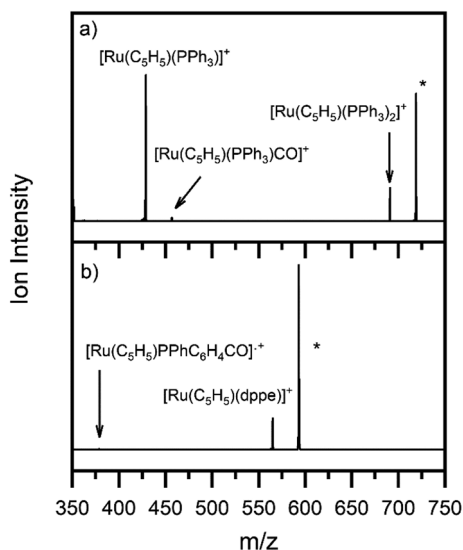 a)
[Ru(C₅H₅)(PPh₃)]⁺
*
[Ru(C₅H₅)(PPh₃)₂]⁺
[Ru(C₅H₅)(PPh₃)CO]⁺
Ion Intensity
b)
[Ru(C₅H₅)PPhC₆H₄CO]·⁺
*
[Ru(C₅H₅)(dppe)]⁺
350 400 450 500 550 600 650 700 750
m/z